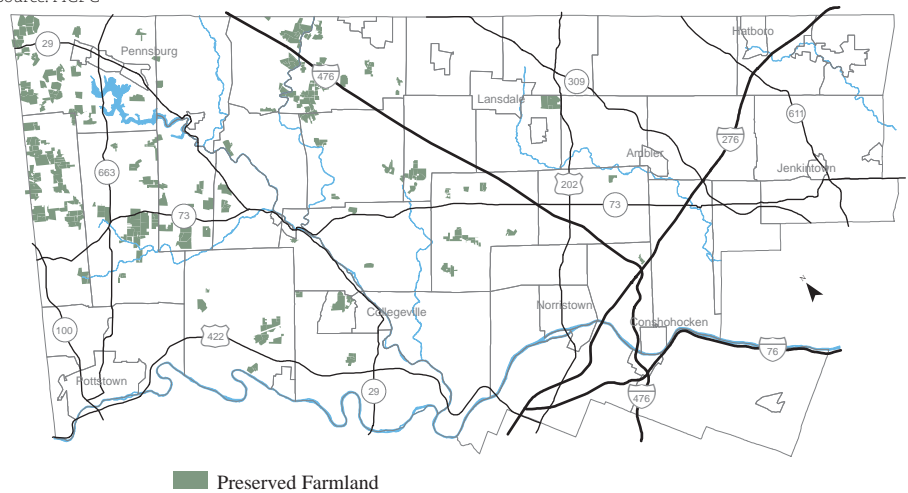 29
Pennsburg
Hatboro
476
309
Lansdale
611
276
Ambler
Jenkintown
663
202
73
73
Norristown
Collegeville
Conshohocken
100
422
76
Pottstown
29
476
Preserved Farmland